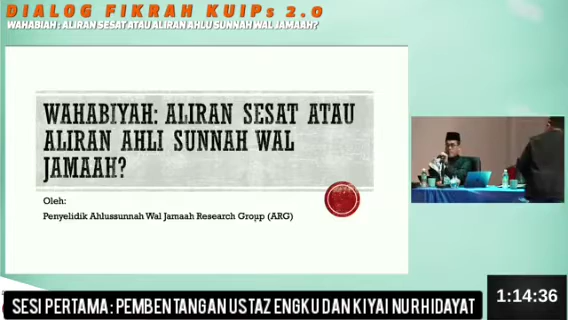 DIALOG FIKRAH KUIPs 2.0
WAHABIAH: ALIRAN SESAT ATAU ALIRAN AHLU SUNNAH WAL JAMAAH?
WAHABIYAH: ALIRAN SESAT ATAU
ALIRAN AHLI SUNNAH WAL
JAMAAH?
Oleh:
Penyelidik Ahlussunnah Wal Jamaah Research Group (ARG)
SESI PERTAMA: PEMBENTANGAN USTAZ ENGKU DAN KIYAI NURHIDAYAT
1:14:36